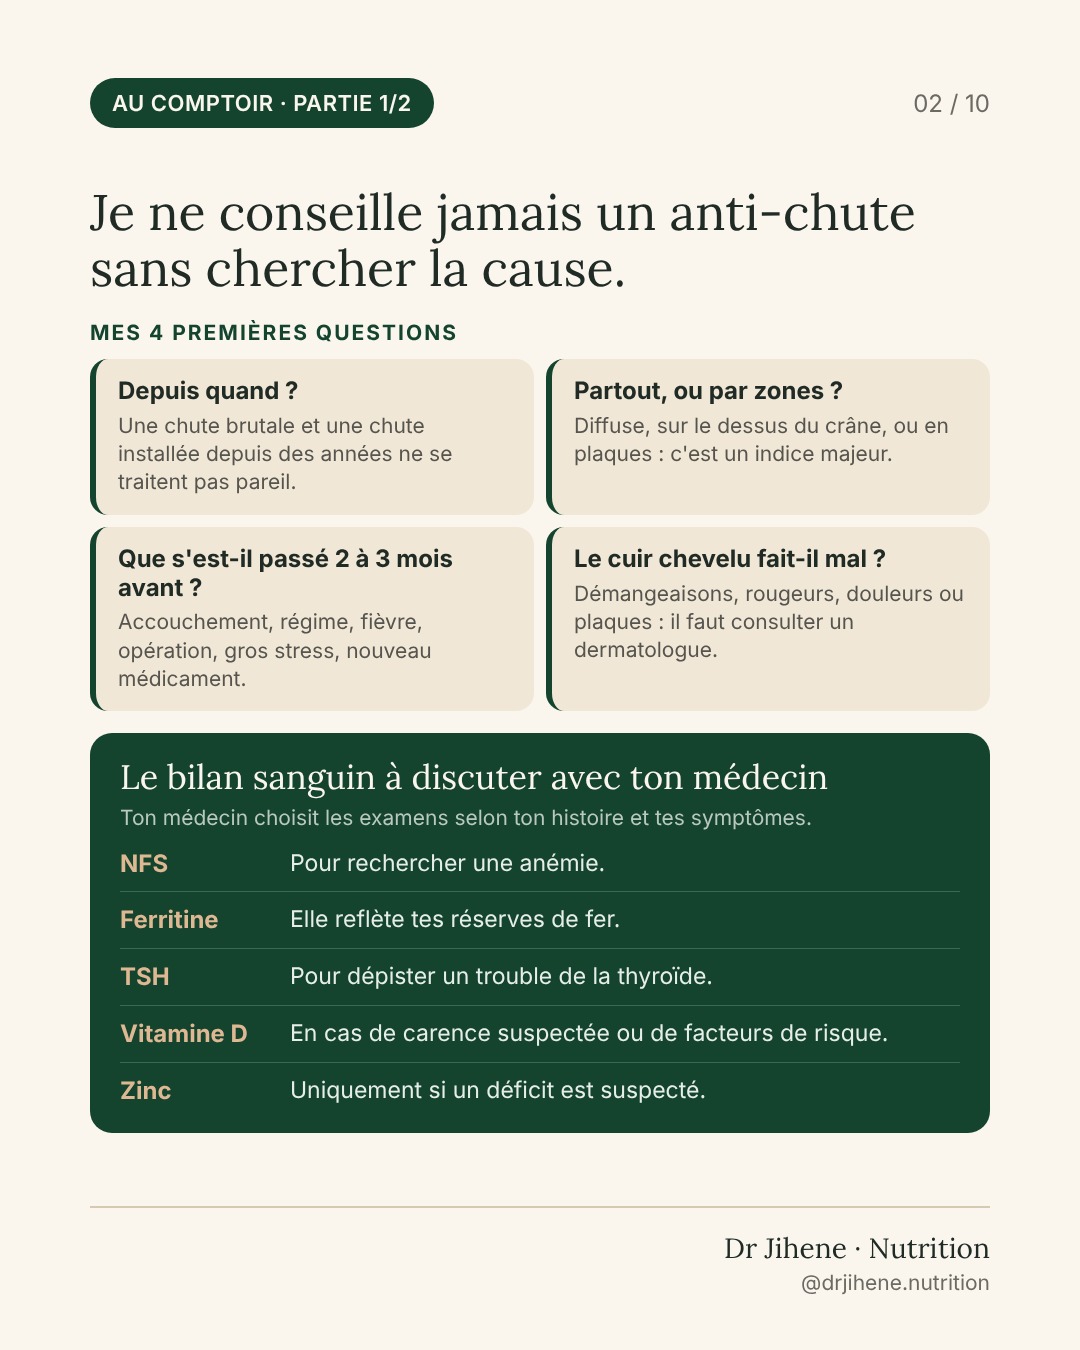 AU COMPTOIR · PARTIE 1/2
02 / 10
Je ne conseille jamais un anti-chute
sans chercher la cause.
MES 4 PREMIÈRES QUESTIONS
Depuis quand ?
Une chute brutale et une chute
installée depuis des années ne se
traitent pas pareil.
Partout, ou par zones ?
Diffuse, sur le dessus du crâne, ou en
plaques : c'est un indice majeur.
Que s'est-il passé 2 à 3 mois
avant ?
Accouchement, régime, fièvre,
opération, gros stress, nouveau
médicament.
Le cuir chevelu fait-il mal ?
Démangeaisons, rougeurs, douleurs ou
plaques : il faut consulter un
dermatologue.
Le bilan sanguin à discuter avec ton médecin
Ton médecin choisit les examens selon ton histoire et tes symptômes.
NFS Pour rechercher une anémie.
Ferritine Elle reflète tes réserves de fer.
TSH Pour dépister un trouble de la thyroïde.
Vitamine D En cas de carence suspectée ou de facteurs de risque.
Zinc Uniquement si un déficit est suspecté.
Dr Jihene · Nutrition
@drjihene.nutrition